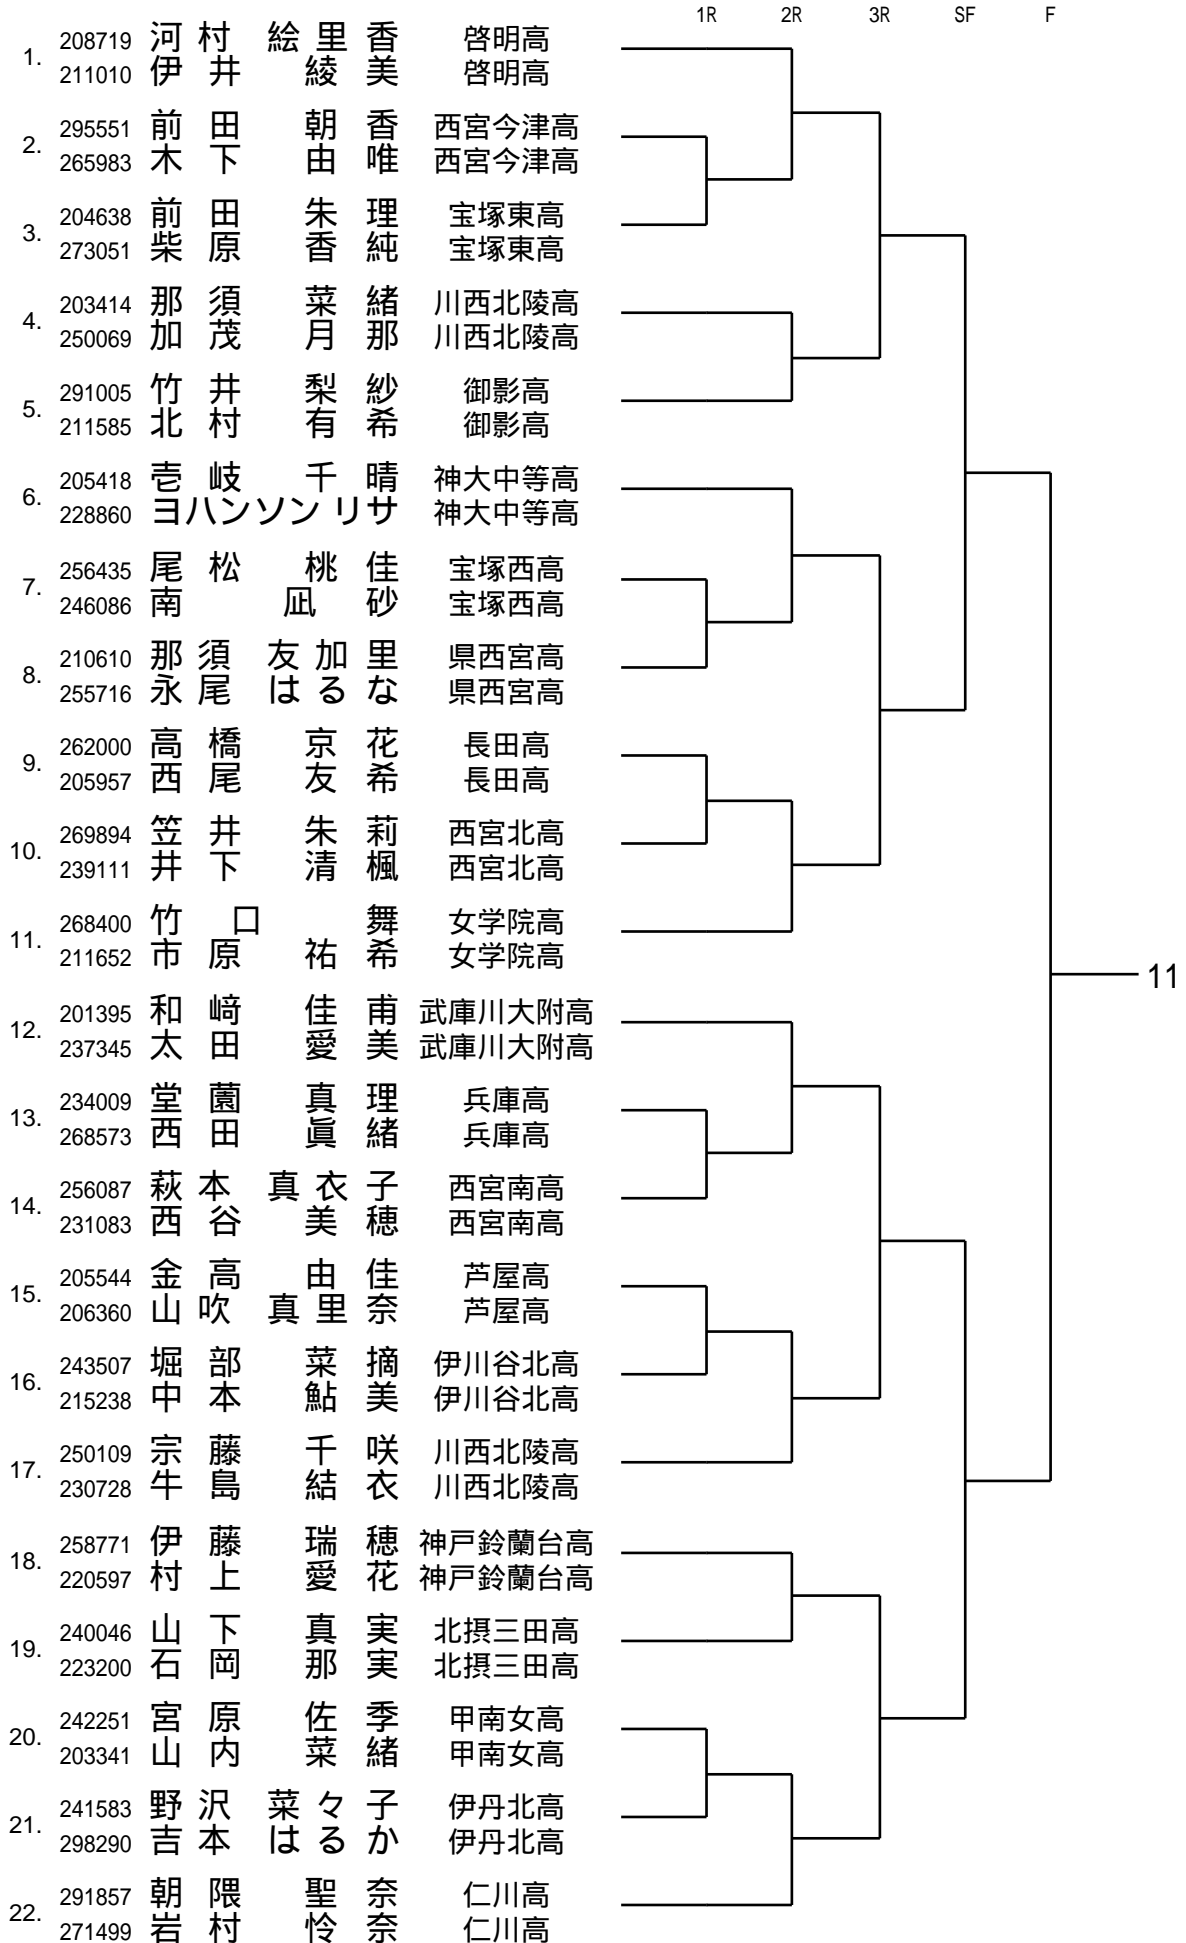 1R 2R 3R SF F
1. 208719 河村 絵里香 啓明高
211010 伊井 綾美 啓明高
2. 295551 前田 朝香 西宮今津高
265983 木下 由唯 西宮今津高
3. 204638 前田 朱理 宝塚東高
273051 柴原 香純 宝塚東高
4. 203414 那須 菜緒 川西北陵高
250069 加茂 月那 川西北陵高
5. 291005 竹井 梨紗 御影高
211585 北村 有希 御影高
6. 205418 壱岐 千晴 神大中等高
228860 ヨハンソン リサ 神大中等高
7. 256435 尾松 桃佳 宝塚西高
246086 南 凪砂 宝塚西高
8. 210610 那須 友加里 県西宮高
255716 永尾 はるな 県西宮高
9. 262000 高橋 京花 長田高
205957 西尾 友希 長田高
10. 269894 笠井 朱莉 西宮北高
239111 井下 清楓 西宮北高
11. 268400 竹口 舞 女学院高
211652 市原 祐希 女学院高
11
12. 201395 和﨑 佳甫 武庫川大附高
237345 太田 愛美 武庫川大附高
13. 234009 堂薗 真理 兵庫高
268573 西田 眞緒 兵庫高
14. 256087 萩本 真衣子 西宮南高
231083 西谷 美穂 西宮南高
15. 205544 金高 由佳 芦屋高
206360 山吹 真里奈 芦屋高
16. 243507 堀部 菜摘 伊川谷北高
215238 中本 鮎美 伊川谷北高
17. 250109 宗藤 千咲 川西北陵高
230728 牛島 結衣 川西北陵高
18. 258771 伊藤 瑞穂 神戸鈴蘭台高
220597 村上 愛花 神戸鈴蘭台高
19. 240046 山下 真実 北摂三田高
223200 石岡 那実 北摂三田高
20. 242251 宮原 佐季 甲南女高
203341 山内 菜緒 甲南女高
21. 241583 野沢 菜々子 伊丹北高
298290 吉本 はるか 伊丹北高
22. 291857 朝隈 聖奈 仁川高
271499 岩村 怜奈 仁川高